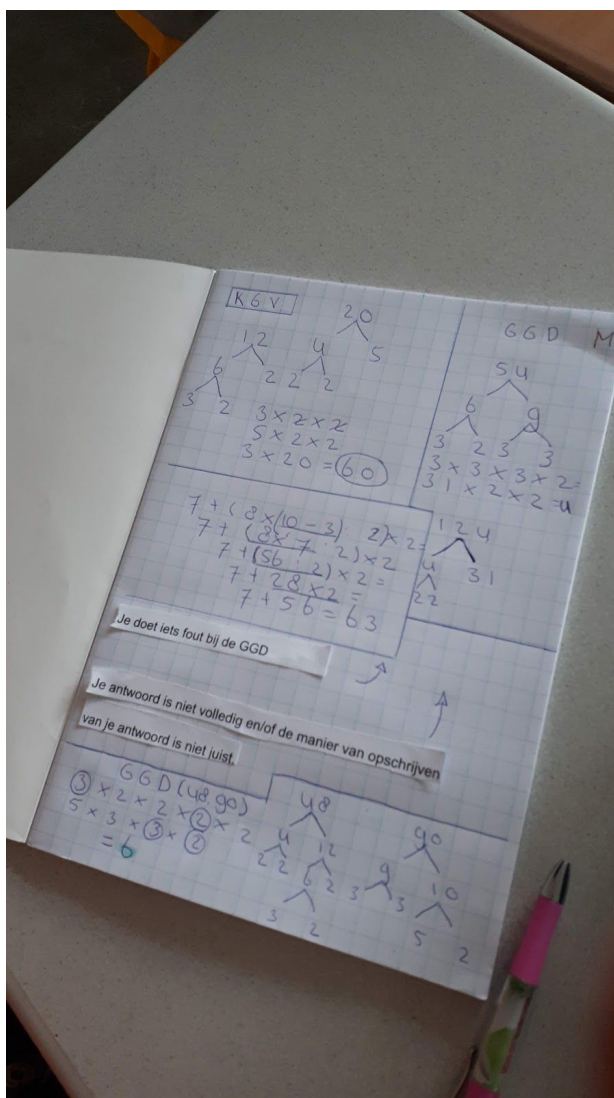 K G V
20
12
4
5
6
2
2
2
3
2
3 × 2 × 2
5 × 2 × 2
3 × 20 = 60
GGD
M
54
6
9
3
2
3
3
3 × 3 × 3 × 2 =
31 × 2 × 2 = 4
124
4
31
2 2
7 + (8 × (10 - 3) : 2) × 2 =
7 + (8 × 7 : 2) × 2
7 + (56 : 2) × 2 =
7 + 28 × 2 =
7 + 56 = 63
Je doet iets fout bij de GGD
Je antwoord is niet volledig en/of de manier van opschrijven
van je antwoord is niet juist.
GGD (48, 90)
3 × 2 × 2 × 2 × 2
5 × 3 × 3 × 2
= 6
48
4
12
2 2
6
2
3
2
90
9
10
3
3
5
2